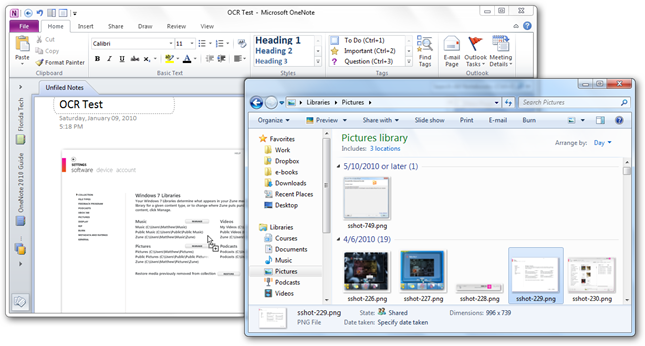 OCR Test - Microsoft OneNote
File Home Insert Share Draw Review View
Cut
Copy
Format Painter
Paste
Clipboard
Calibri 11
Basic Text
Heading 1
Heading 2
Heading 3
Styles
To Do (Ctrl+1)
Important (Ctrl+2)
Question (Ctrl+3)
Tags
Find Tags
E-mail Page
Outlook Tasks
Meeting Details
Outlook
Unfiled Notes
Florida Tech
OneNote 2010 Guide
OCR Test
Saturday, January 09, 2010
5:18 PM
SETTINGS
software device account
Windows 7 Libraries
Music
Videos
Pictures
Podcasts
Restore media previously removed from collection
Libraries Pictures
Search Pictures
Organize Preview Share with Slide show Print E-mail Burn
Favorites
Work
Dropbox
e-books
Downloads
Recent Places
Desktop
Libraries
Courses
Documents
Music
Pictures
Podcasts
Videos
Pictures library
Includes: 3 locations
Arrange by: Day
5/10/2010 or later (1)
sshot-749.png
4/6/2010 (19)
sshot-226.png sshot-227.png sshot-228.png sshot-229.png sshot-230.png
sshot-229.png State: Shared Dimensions: 996 x 739
PNG File Date taken: Specify date taken